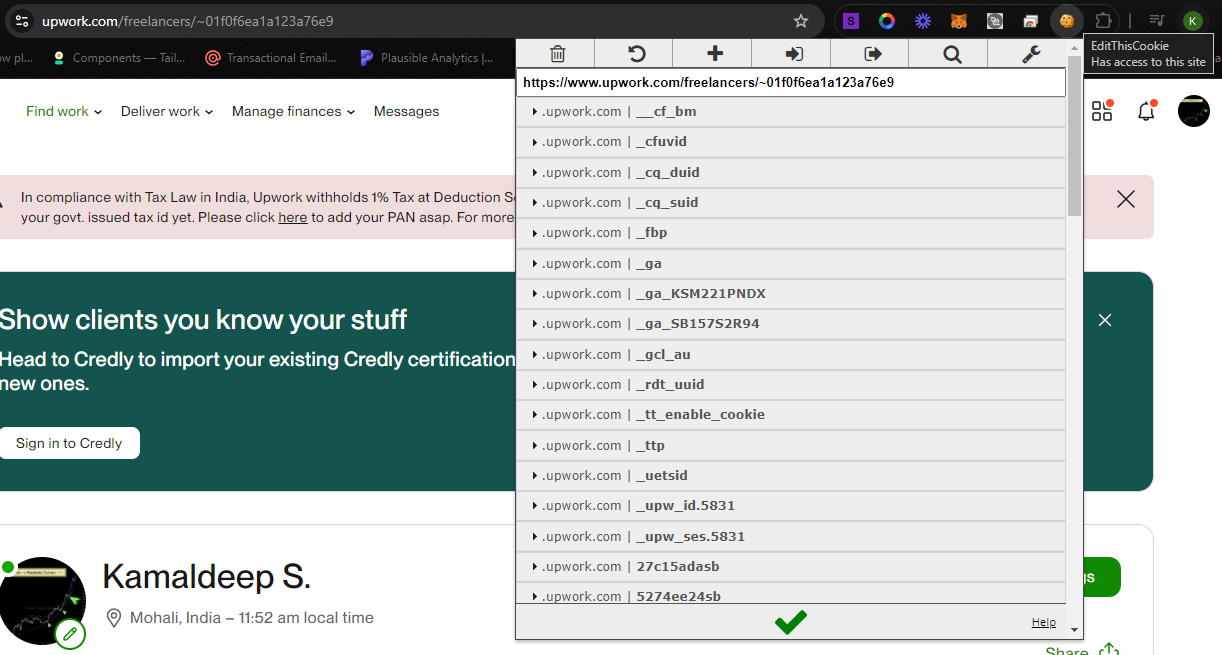 upwork.com/freelancers/~01f0f6ea1a123a76e9
S
K
ow pl...
Components — Tail...
Transactional Email...
Plausible Analytics |...
EditThisCookie
Has access to this site
https://www.upwork.com/freelancers/~01f0f6ea1a123a76e9
Find work
Deliver work
Manage finances
Messages
.upwork.com | __cf_bm
.upwork.com | _cfuvid
.upwork.com | _cq_duid
.upwork.com | _cq_suid
.upwork.com | _fbp
.upwork.com | _ga
.upwork.com | _ga_KSM221PNDX
.upwork.com | _ga_SB157S2R94
.upwork.com | _gcl_au
.upwork.com | _rdt_uuid
.upwork.com | _tt_enable_cookie
.upwork.com | _ttp
.upwork.com | _uetsid
.upwork.com | _upw_id.5831
.upwork.com | _upw_ses.5831
.upwork.com | 27c15adasb
.upwork.com | 5274ee24sb
Help
In compliance with Tax Law in India, Upwork withholds 1% Tax at Deduction S
your govt. issued tax id yet. Please click here to add your PAN asap. For more
Show clients you know your stuff
Head to Credly to import your existing Credly certification
new ones.
Sign in to Credly
Kamaldeep S.
Mohali, India – 11:52 am local time
gs
Share